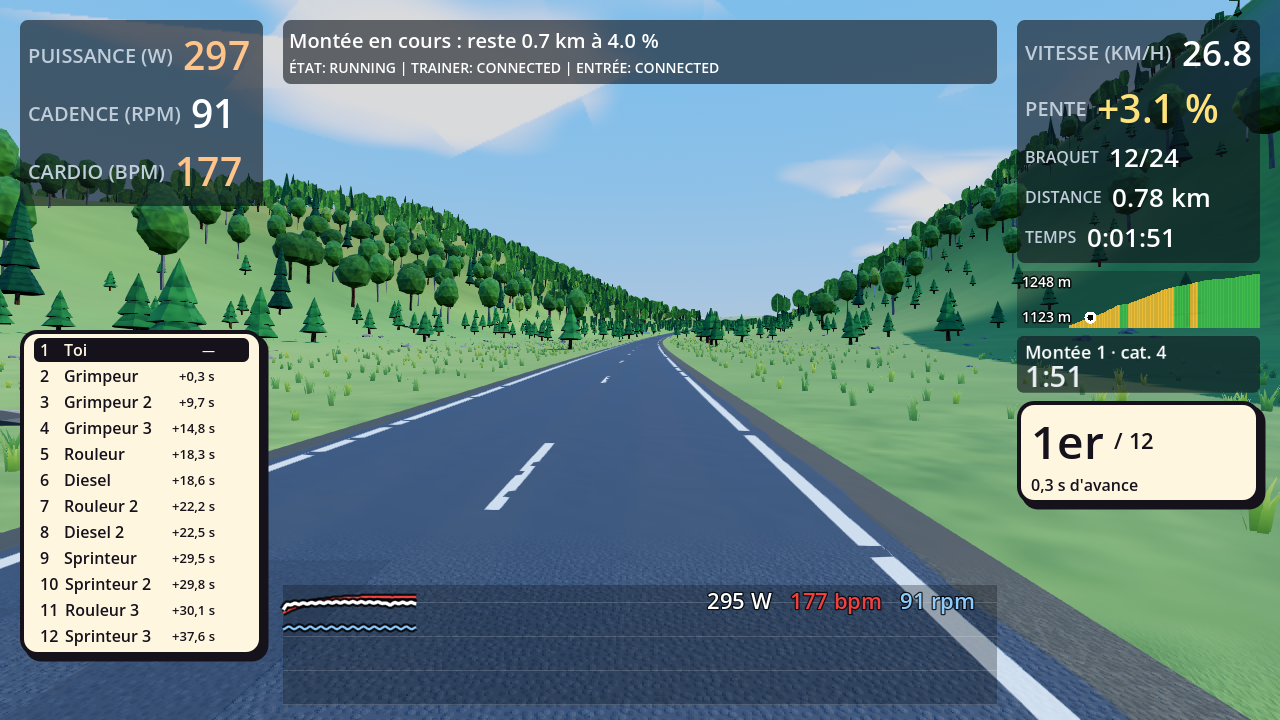 PUISSANCE (W) 297
CADENCE (RPM) 91
CARDIO (BPM) 177
Montée en cours : reste 0.7 km à 4.0 %
ÉTAT: RUNNING | TRAINER: CONNECTED | ENTRÉE: CONNECTED
VITESSE (KM/H) 26.8
PENTE +3.1 %
BRAQUET 12/24
DISTANCE 0.78 km
TEMPS 0:01:51
1248 m
1123 m
Montée 1 · cat. 4
1:51
1er / 12
0,3 s d'avance
1 Toi —
2 Grimpeur +0,3 s
3 Grimpeur 2 +9,7 s
4 Grimpeur 3 +14,8 s
5 Rouleur +18,3 s
6 Diesel +18,6 s
7 Rouleur 2 +22,2 s
8 Diesel 2 +22,5 s
9 Sprinteur +29,5 s
10 Sprinteur 2 +29,8 s
11 Rouleur 3 +30,1 s
12 Sprinteur 3 +37,6 s
295 W 177 bpm 91 rpm